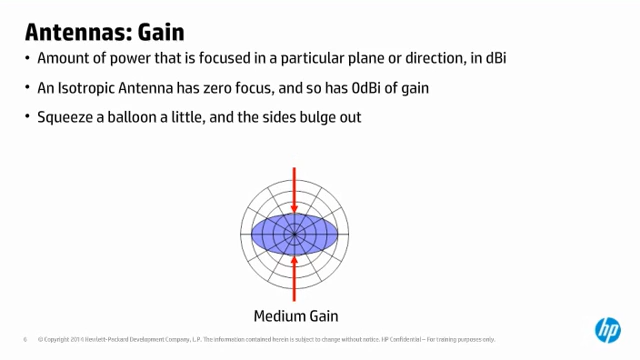 Antennas: Gain
• Amount of power that is focused in a particular plane or direction, in dBi
• An Isotropic Antenna has zero focus, and so has 0dBi of gain
• Squeeze a balloon a little, and the sides bulge out
Medium Gain
6 © Copyright 2014 Hewlett-Packard Development Company, L.P. The information contained herein is subject to change without notice. HP Confidential – For training purposes only.
hp